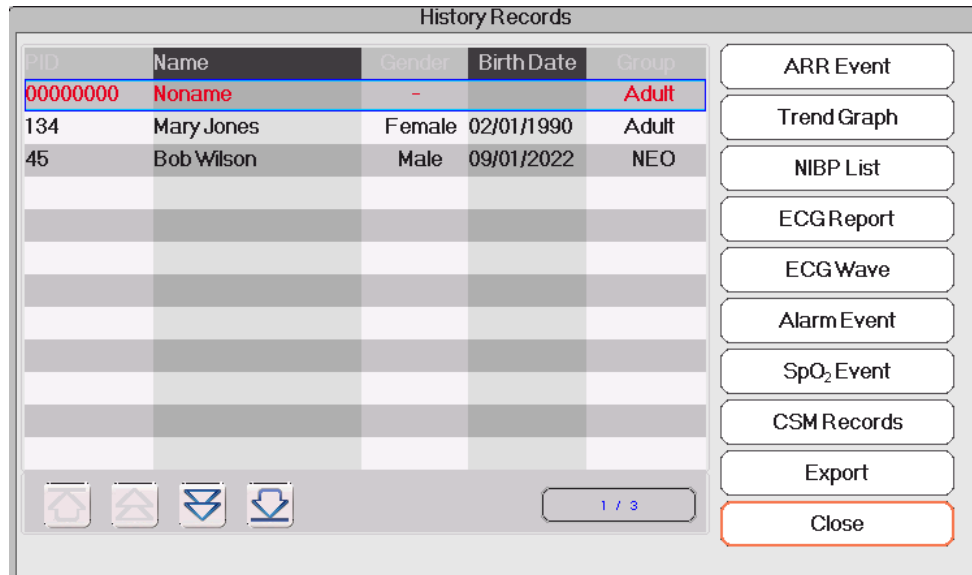 History Records
PID Name Gender Birth Date Group
00000000 Noname - Adult
134 Mary Jones Female 02/01/1990 Adult
45 Bob Wilson Male 09/01/2022 NEO
1 / 3
ARR Event
Trend Graph
NIBP List
ECG Report
ECG Wave
Alarm Event
SpO₂ Event
CSM Records
Export
Close